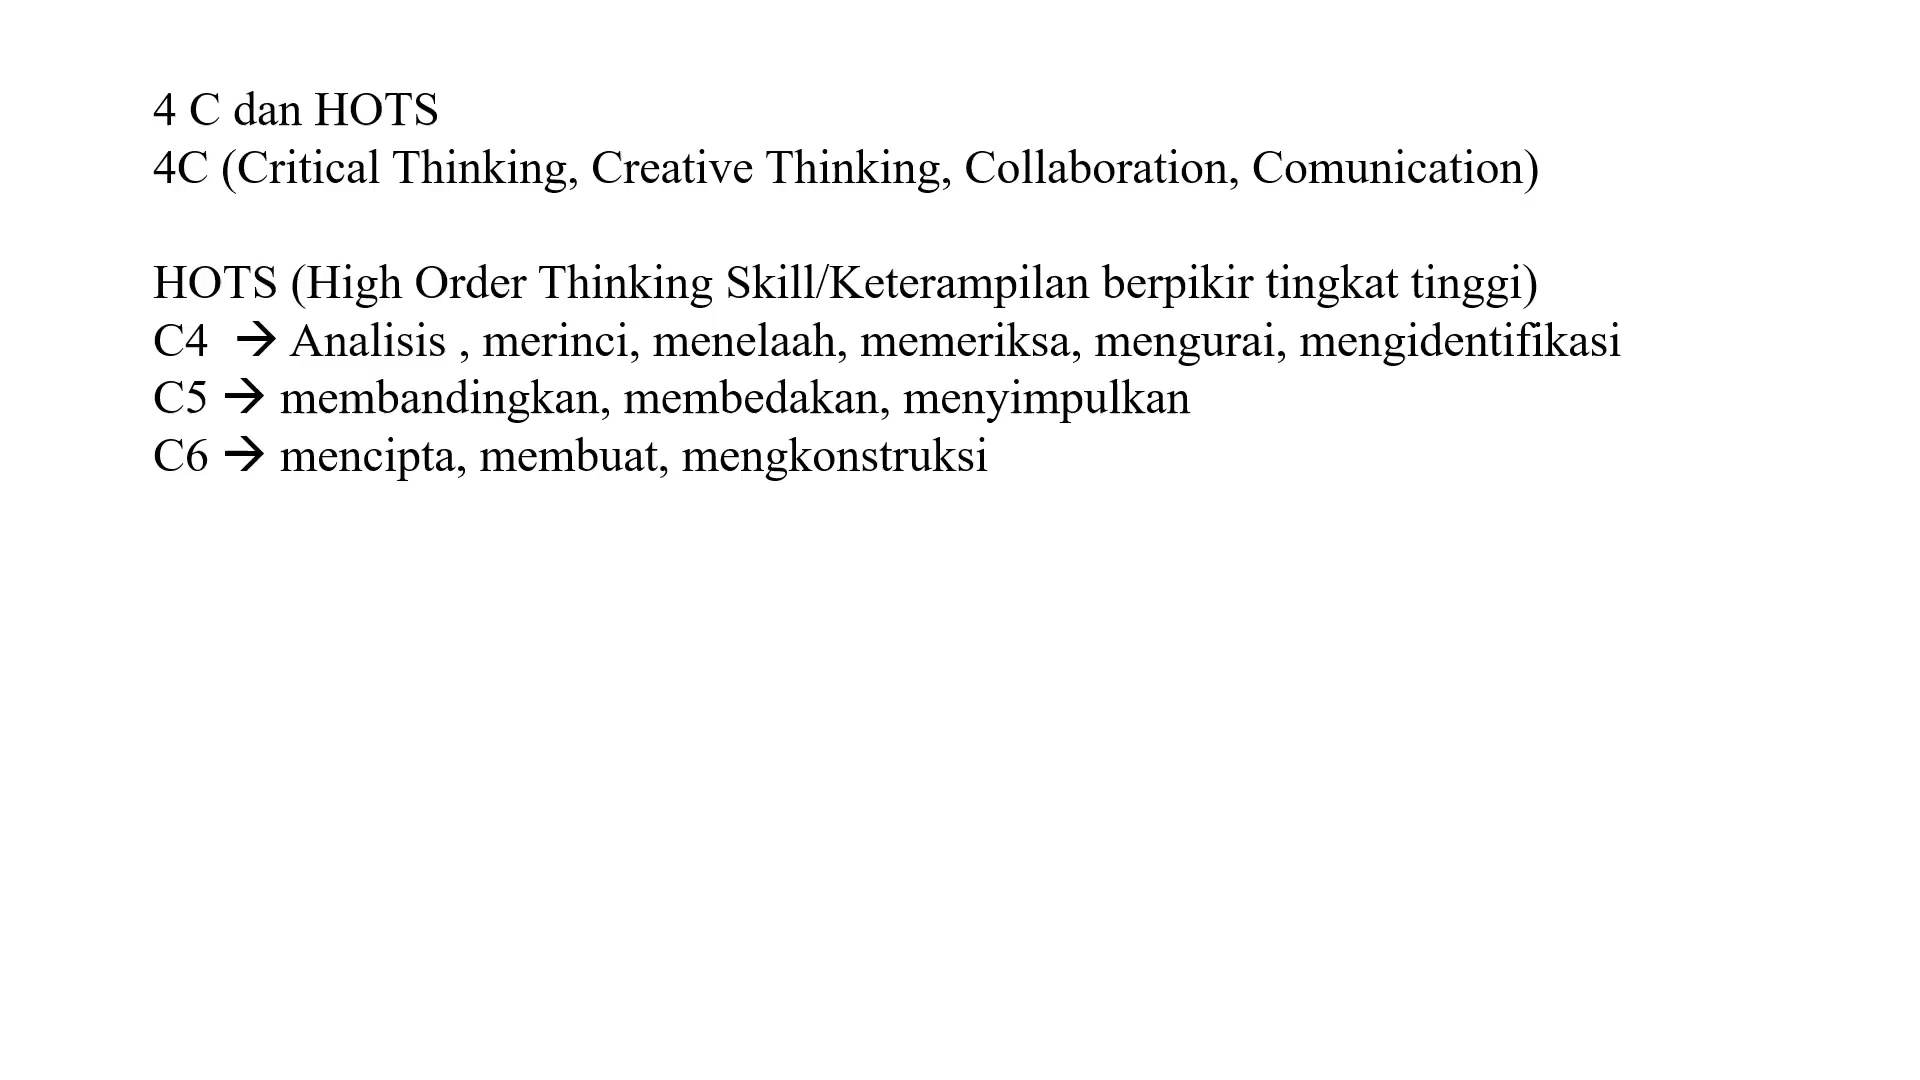 4 C dan HOTS
4C (Critical Thinking, Creative Thinking, Collaboration, Comunication)
HOTS (High Order Thinking Skill/Keterampilan berpikir tingkat tinggi)
C4 → Analisis , merinci, menelaah, memeriksa, mengurai, mengidentifikasi
C5 → membandingkan, membedakan, menyimpulkan
C6 → mencipta, membuat, mengkonstruksi